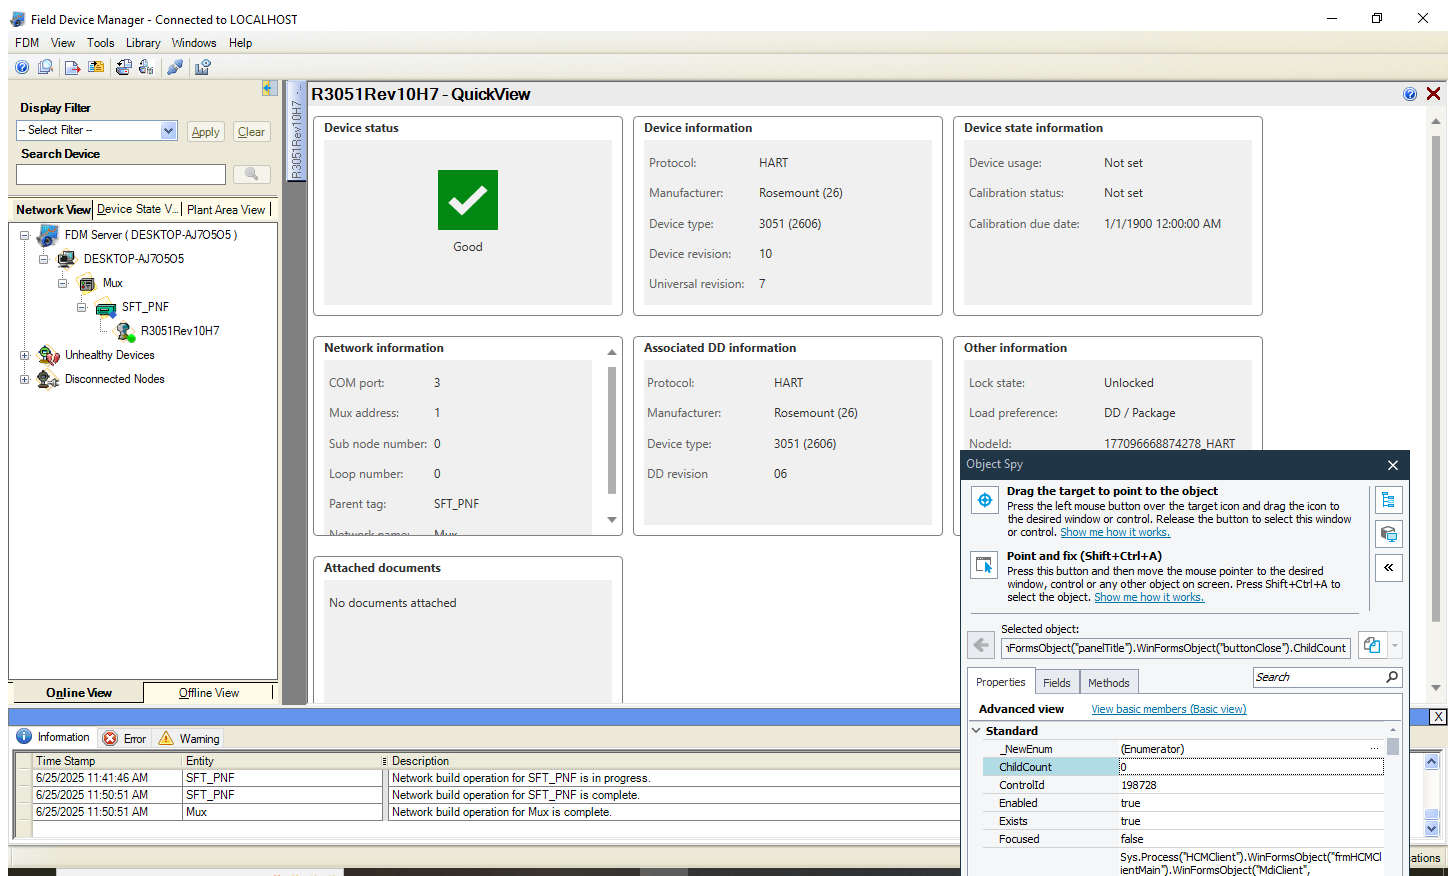 Field Device Manager - Connected to LOCALHOST
FDM View Tools Library Windows Help
Display Filter
-- Select Filter --
Apply
Clear
Search Device
Network View
Device State V...
Plant Area View
FDM Server ( DESKTOP-AJ7O5O5 )
DESKTOP-AJ7O5O5
Mux
SFT_PNF
R3051Rev10H7
Unhealthy Devices
Disconnected Nodes
Online View
Offline View
R3051Rev10H7 - ...
R3051Rev10H7 - QuickView
Device status
Good
Device information
Protocol: HART
Manufacturer: Rosemount (26)
Device type: 3051 (2606)
Device revision: 10
Universal revision: 7
Device state information
Device usage: Not set
Calibration status: Not set
Calibration due date: 1/1/1900 12:00:00 AM
Network information
COM port: 3
Mux address: 1
Sub node number: 0
Loop number: 0
Parent tag: SFT_PNF
Network name: Mux
Associated DD information
Protocol: HART
Manufacturer: Rosemount (26)
Device type: 3051 (2606)
DD revision 06
Other information
Lock state: Unlocked
Load preference: DD / Package
NodeId: 177096668874278_HART
Attached documents
No documents attached
Object Spy
Drag the target to point to the object
Press the left mouse button over the target icon and drag the icon to
the desired window or control. Release the button to select this window
or control. Show me how it works.
Point and fix (Shift+Ctrl+A)
Press this button and then move the mouse pointer to the desired
window, control or any other object on screen. Press Shift+Ctrl+A to
select the object. Show me how it works.
Selected object:
FormsObject("panelTitle").WinFormsObject("buttonClose").ChildCount
Properties Fields Methods
Search
Advanced view View basic members (Basic view)
Standard
_NewEnum (Enumerator) ...
ChildCount 0
ControlId 198728
Enabled true
Exists true
Focused false
Sys.Process("HCMClient").WinFormsObject("frmHCMCl
ientMain").WinFormsObject("MdiClient",
X
Information Error Warning
Time Stamp Entity Description
6/25/2025 11:41:46 AM SFT_PNF Network build operation for SFT_PNF is in progress.
6/25/2025 11:50:51 AM SFT_PNF Network build operation for SFT_PNF is complete.
6/25/2025 11:50:51 AM Mux Network build operation for Mux is complete.
ations